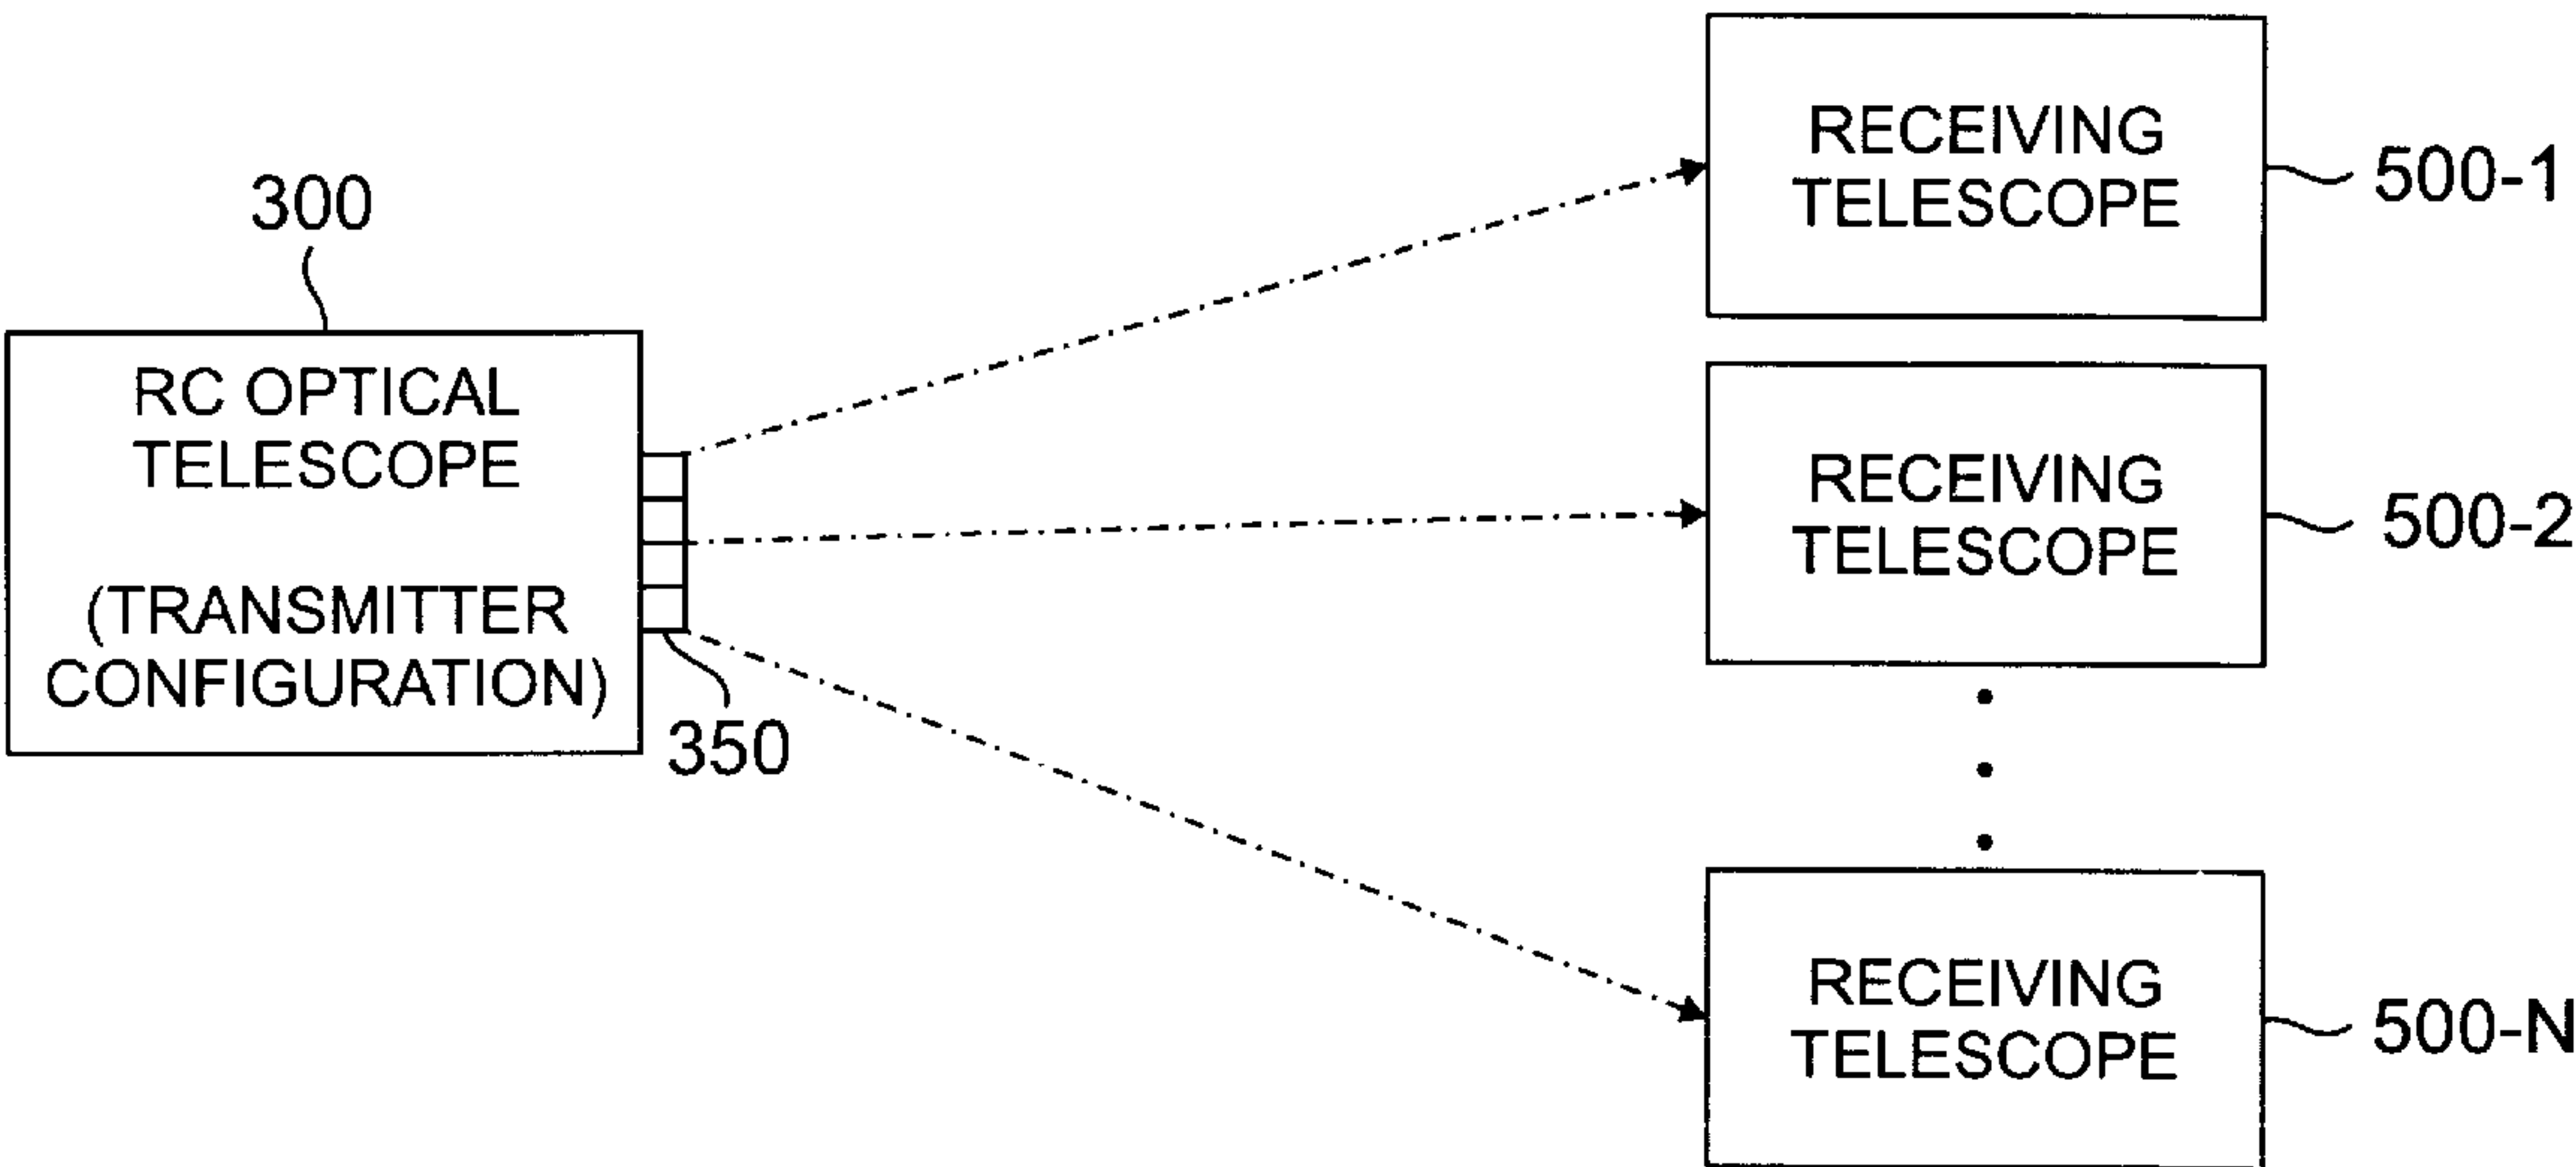 300
RC OPTICAL
TELESCOPE
(TRANSMITTER
CONFIGURATION)
350
RECEIVING
TELESCOPE
500-1
RECEIVING
TELESCOPE
500-2
RECEIVING
TELESCOPE
500-N